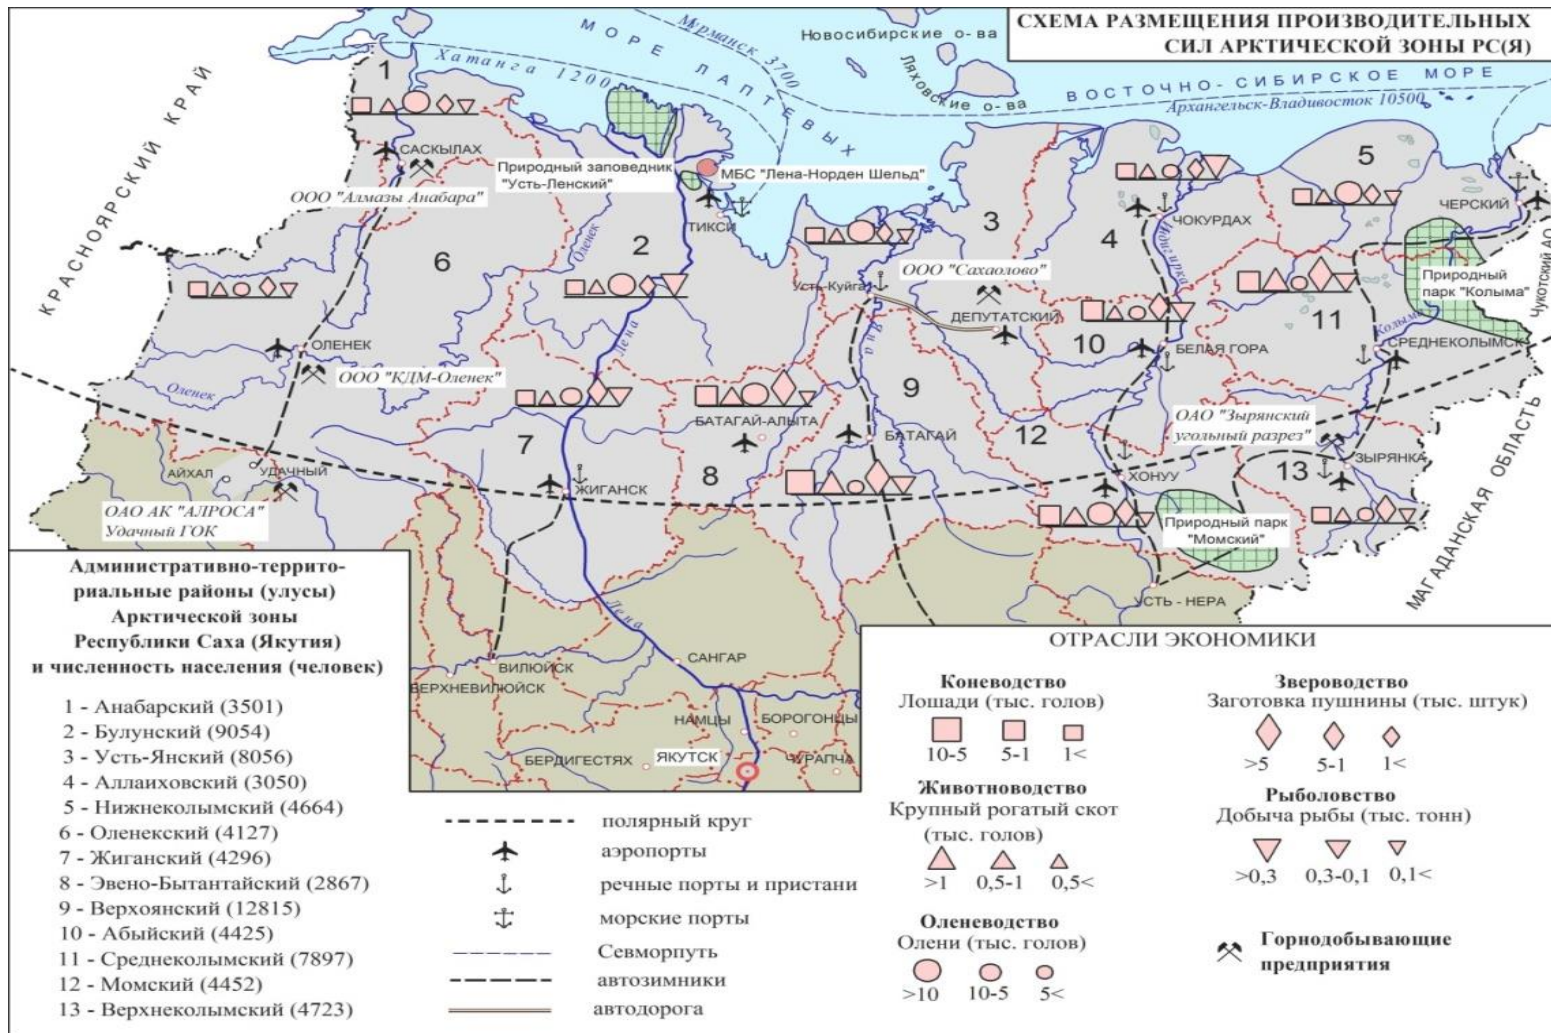 СХЕМА РАЗМЕЩЕНИЯ ПРОИЗВОДИТЕЛЬНЫХ
СИЛ АРКТИЧЕСКОЙ ЗОНЫ РС(Я)
КРАСНОЯРСКИЙ КРАЙ
МОРЕ ЛАПТЕВЫХ
Хатанга 1200
Мурманск 3700
Новосибирские о-ва
Ляховские о-ва
ВОСТОЧНО-СИБИРСКОЕ МОРЕ
Архангельск-Владивосток 10500
1
САСКЫЛАХ
ООО "Алмазы Анабара"
Природный заповедник
"Усть-Ленский"
МБС "Лена-Норден Шельд"
ТИКСИ
2
3
4
5
6
Оленек
Лена
ЧОКУРДАХ
Индигирка
ЧЕРСКИЙ
Чукотский АО
Природный
парк "Колыма"
ООО "Сахаолово"
Усть-Куйга
ДЕПУТАТСКИЙ
Яна
10
БЕЛАЯ ГОРА
11
Колыма
СРЕДНЕКОЛЫМСК
ОЛЕНЕК
ООО "КДМ-Оленек"
Оленек
7
8
9
12
13
БАТАГАЙ-АЛЫТА
БАТАГАЙ
ОАО "Зырянский
угольный разрез"
ЗЫРЯНКА
ХОНУУ
АЙХАЛ
УДАЧНЫЙ
ОАО АК "АЛРОСА"
Удачный ГОК
ЖИГАНСК
Природный парк
"Момский"
УСТЬ - НЕРА
МАГАДАНСКАЯ ОБЛАСТЬ
Лена
САНГАР
ВИЛЮЙСК
ВЕРХНЕВИЛЮЙСК
НАМЦЫ
БОРОГОНЦЫ
БЕРДИГЕСТЯХ
ЯКУТСК
ЧУРАПЧА
Административно-террито-
риальные районы (улусы)
Арктической зоны
Республики Саха (Якутия)
и численность населения (человек)
1 - Анабарский (3501)
2 - Булунский (9054)
3 - Усть-Янский (8056)
4 - Аллаиховский (3050)
5 - Нижнеколымский (4664)
6 - Оленекский (4127)
7 - Жиганский (4296)
8 - Эвено-Бытантайский (2867)
9 - Верхоянский (12815)
10 - Абыйский (4425)
11 - Среднеколымский (7897)
12 - Момский (4452)
13 - Верхнеколымский (4723)
полярный круг
аэропорты
речные порты и пристани
морские порты
Севморпуть
автозимники
автодорога
ОТРАСЛИ ЭКОНОМИКИ
Коневодство
Лошади (тыс. голов)
10-5 5-1 1<
Животноводство
Крупный рогатый скот
(тыс. голов)
>1 0,5-1 0,5<
Оленеводство
Олени (тыс. голов)
>10 10-5 5<
Звероводство
Заготовка пушнины (тыс. штук)
>5 5-1 1<
Рыболовство
Добыча рыбы (тыс. тонн)
>0,3 0,3-0,1 0,1<
Горнодобывающие
предприятия